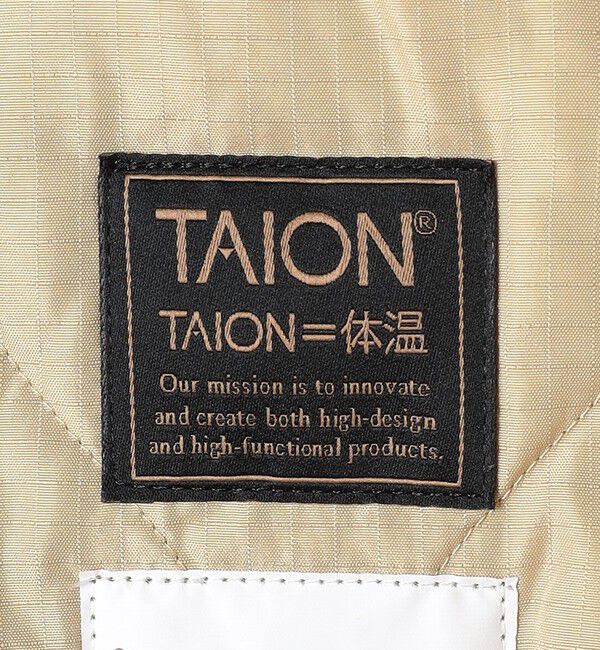 TAION®
TAION=体温
Our mission is to innovate
and create both high-design
and high-functional products.